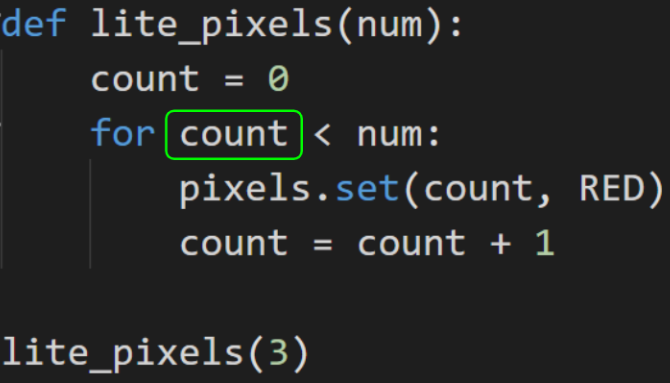 def lite_pixels(num):
    count = 0
    for count < num:
        pixels.set(count, RED)
        count = count + 1
lite_pixels(3)